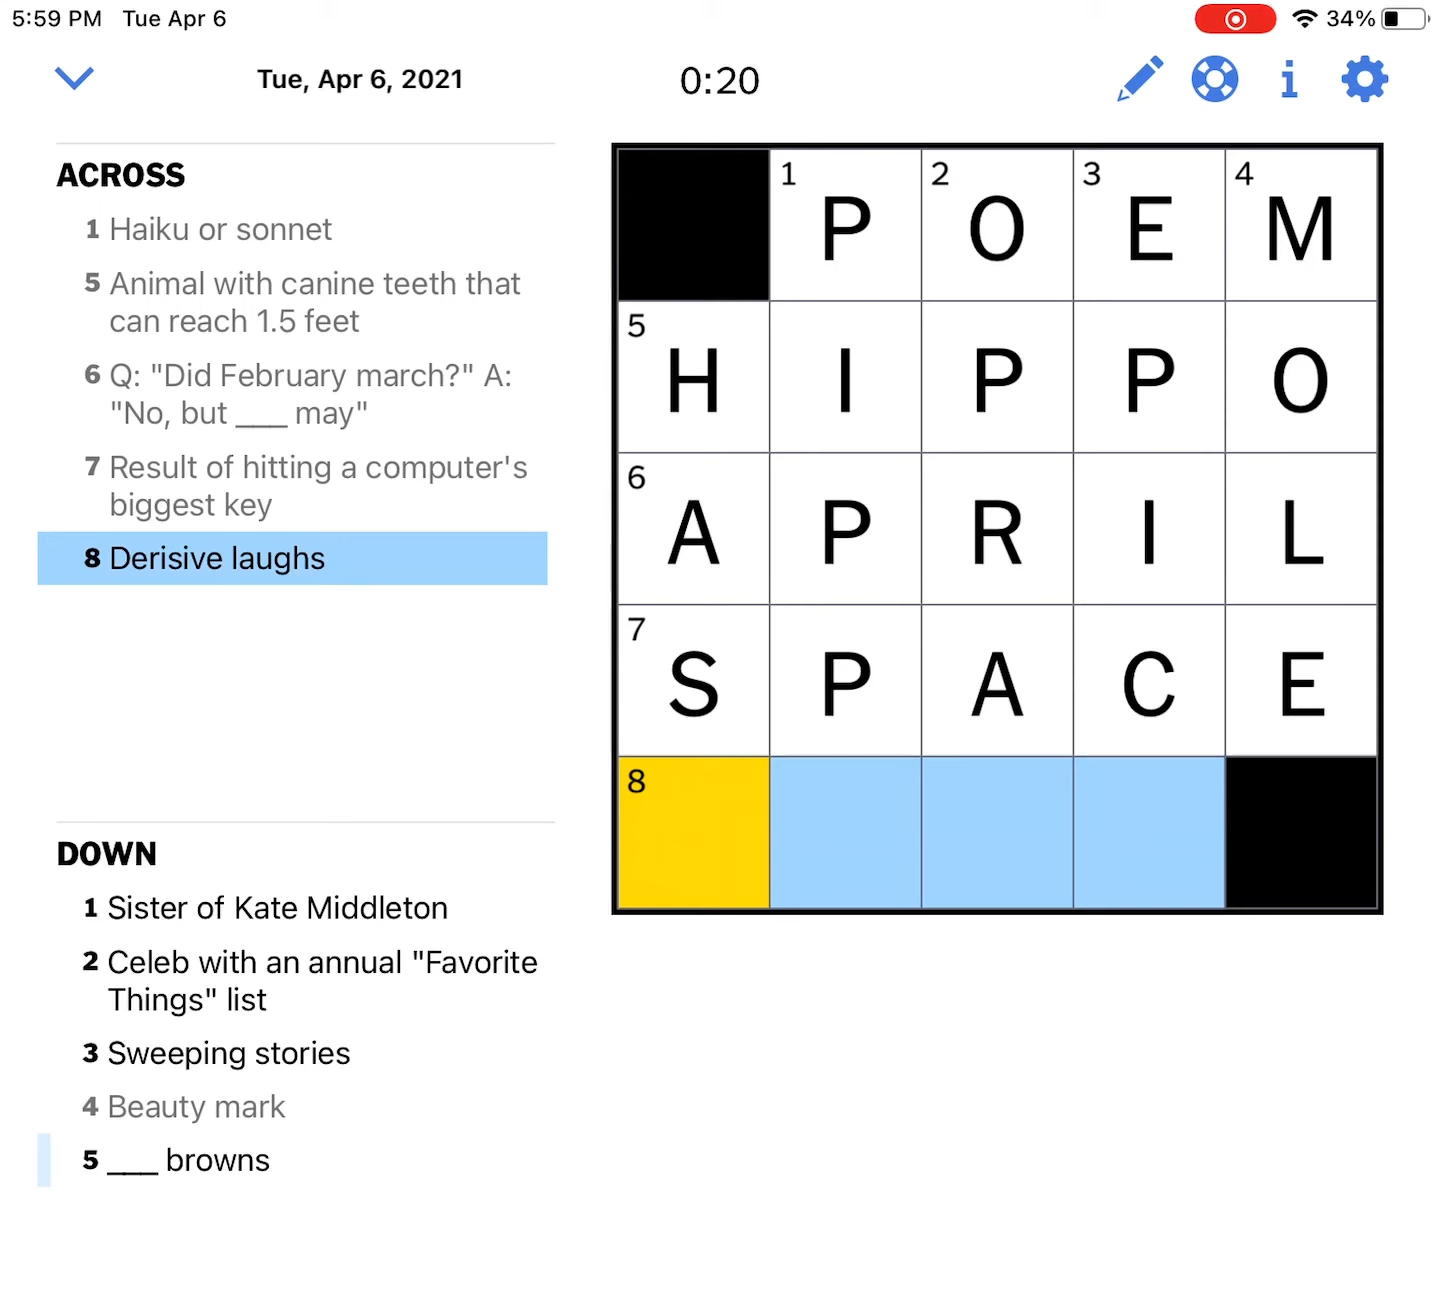 5:59 PM Tue Apr 6
34%
Tue, Apr 6, 2021
0:20
ACROSS
1 Haiku or sonnet
5 Animal with canine teeth that
can reach 1.5 feet
6 Q: "Did February march?" A:
"No, but ___ may"
7 Result of hitting a computer's
biggest key
8 Derisive laughs
DOWN
1 Sister of Kate Middleton
2 Celeb with an annual "Favorite
Things" list
3 Sweeping stories
4 Beauty mark
5 ___ browns
1 P 2 O 3 E 4 M
5 H I P P O
6 A P R I L
7 S P A C E
8